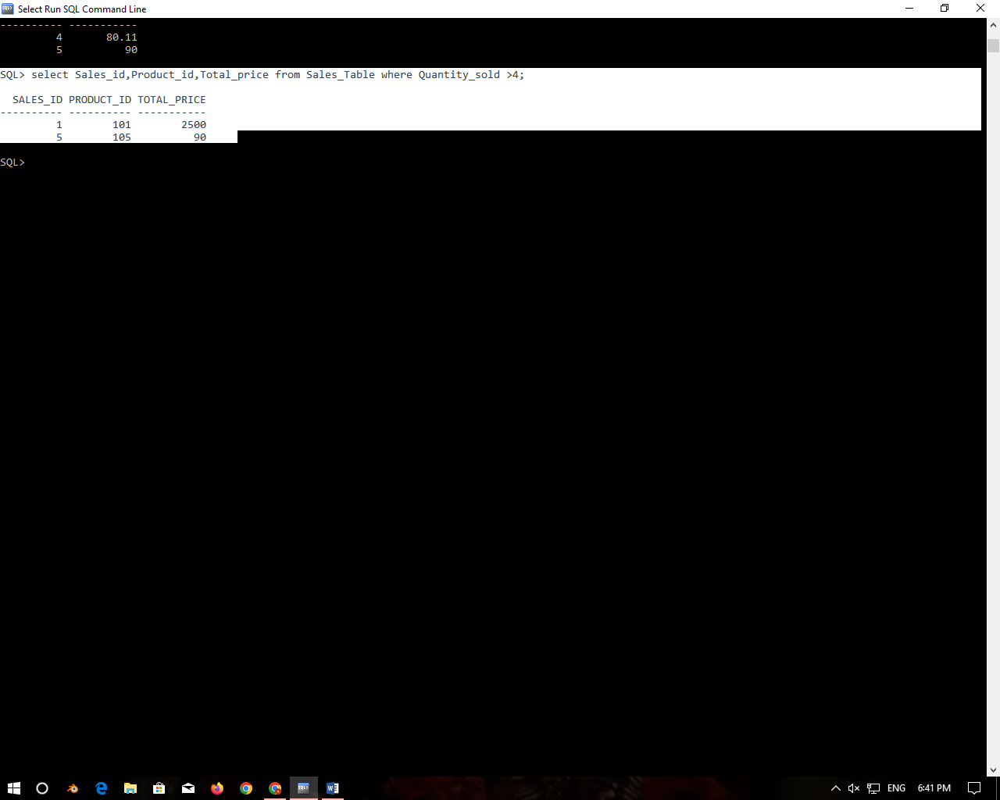 Select Run SQL Command Line
---------- -----------
4 80.11
5 90
SQL> select Sales_id,Product_id,Total_price from Sales_Table where Quantity_sold >4;
SALES_ID PRODUCT_ID TOTAL_PRICE
---------- ---------- -----------
1 101 2500
5 105 90
SQL>
ENG 6:41 PM